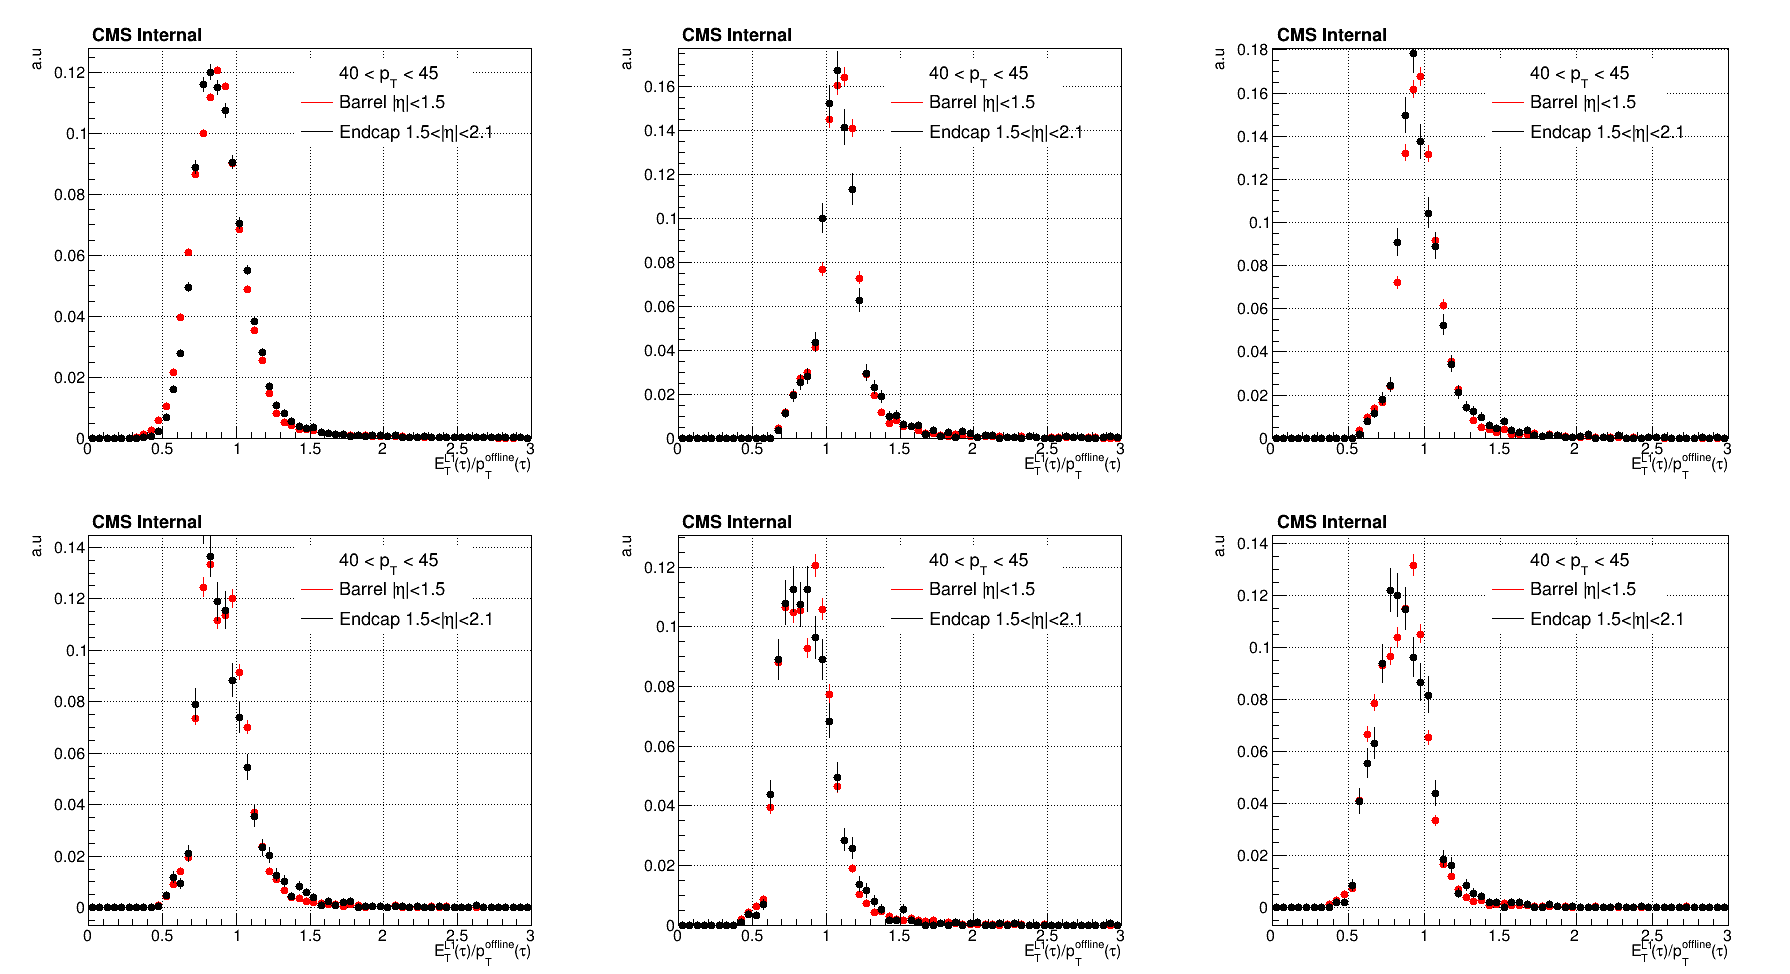 CMS Internal
a.u
40 < p_T < 45
Barrel |η|<1.5
Endcap 1.5<|η|<2.1
0.12
0.1
0.08
0.06
0.04
0.02
0
0 0.5 1 1.5 2 2.5 3
E_T^L1(τ)/p_T^offline(τ)
CMS Internal
a.u
40 < p_T < 45
Barrel |η|<1.5
Endcap 1.5<|η|<2.1
0.16
0.14
0.12
0.1
0.08
0.06
0.04
0.02
0
0 0.5 1 1.5 2 2.5 3
E_T^L1(τ)/p_T^offline(τ)
CMS Internal
a.u
40 < p_T < 45
Barrel |η|<1.5
Endcap 1.5<|η|<2.1
0.18
0.16
0.14
0.12
0.1
0.08
0.06
0.04
0.02
0
0 0.5 1 1.5 2 2.5 3
E_T^L1(τ)/p_T^offline(τ)
CMS Internal
a.u
40 < p_T < 45
Barrel |η|<1.5
Endcap 1.5<|η|<2.1
0.14
0.12
0.1
0.08
0.06
0.04
0.02
0
0 0.5 1 1.5 2 2.5 3
E_T^L1(τ)/p_T^offline(τ)
CMS Internal
a.u
40 < p_T < 45
Barrel |η|<1.5
Endcap 1.5<|η|<2.1
0.12
0.1
0.08
0.06
0.04
0.02
0
0 0.5 1 1.5 2 2.5 3
E_T^L1(τ)/p_T^offline(τ)
CMS Internal
a.u
40 < p_T < 45
Barrel |η|<1.5
Endcap 1.5<|η|<2.1
0.14
0.12
0.1
0.08
0.06
0.04
0.02
0
0 0.5 1 1.5 2 2.5 3
E_T^L1(τ)/p_T^offline(τ)